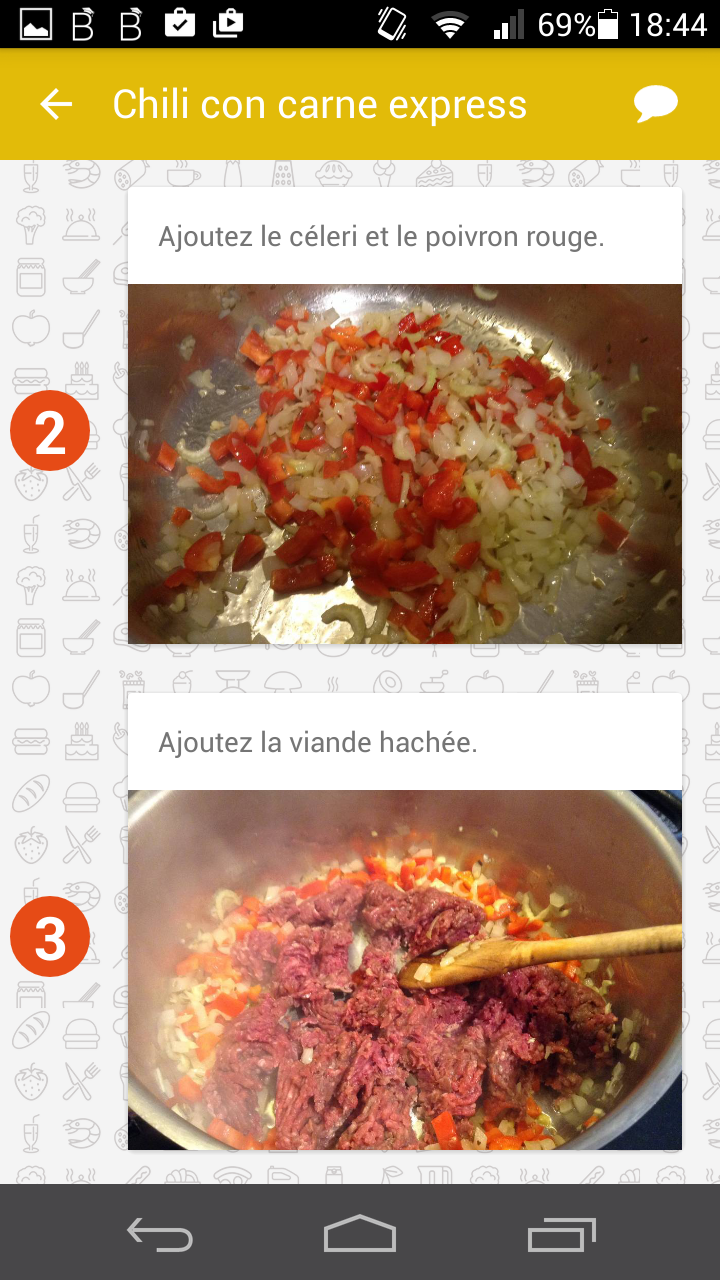 69% 18:44
Chili con carne express
Ajoutez le céleri et le poivron rouge.
2
Ajoutez la viande hachée.
3